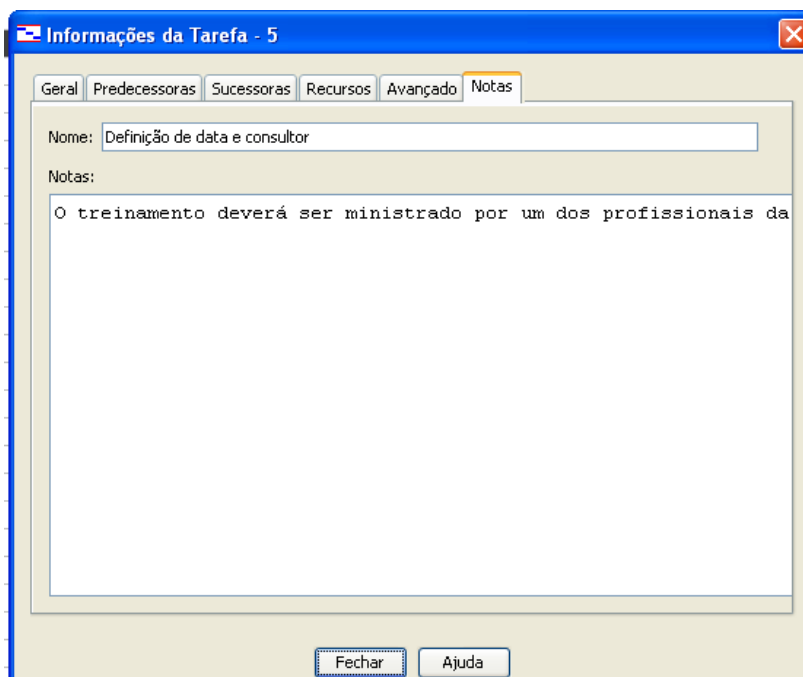 Informações da Tarefa - 5
Geral Predecessoras Sucessoras Recursos Avançado Notas
Nome: Definição de data e consultor
Notas:
O treinamento deverá ser ministrado por um dos profissionais da
Fechar Ajuda